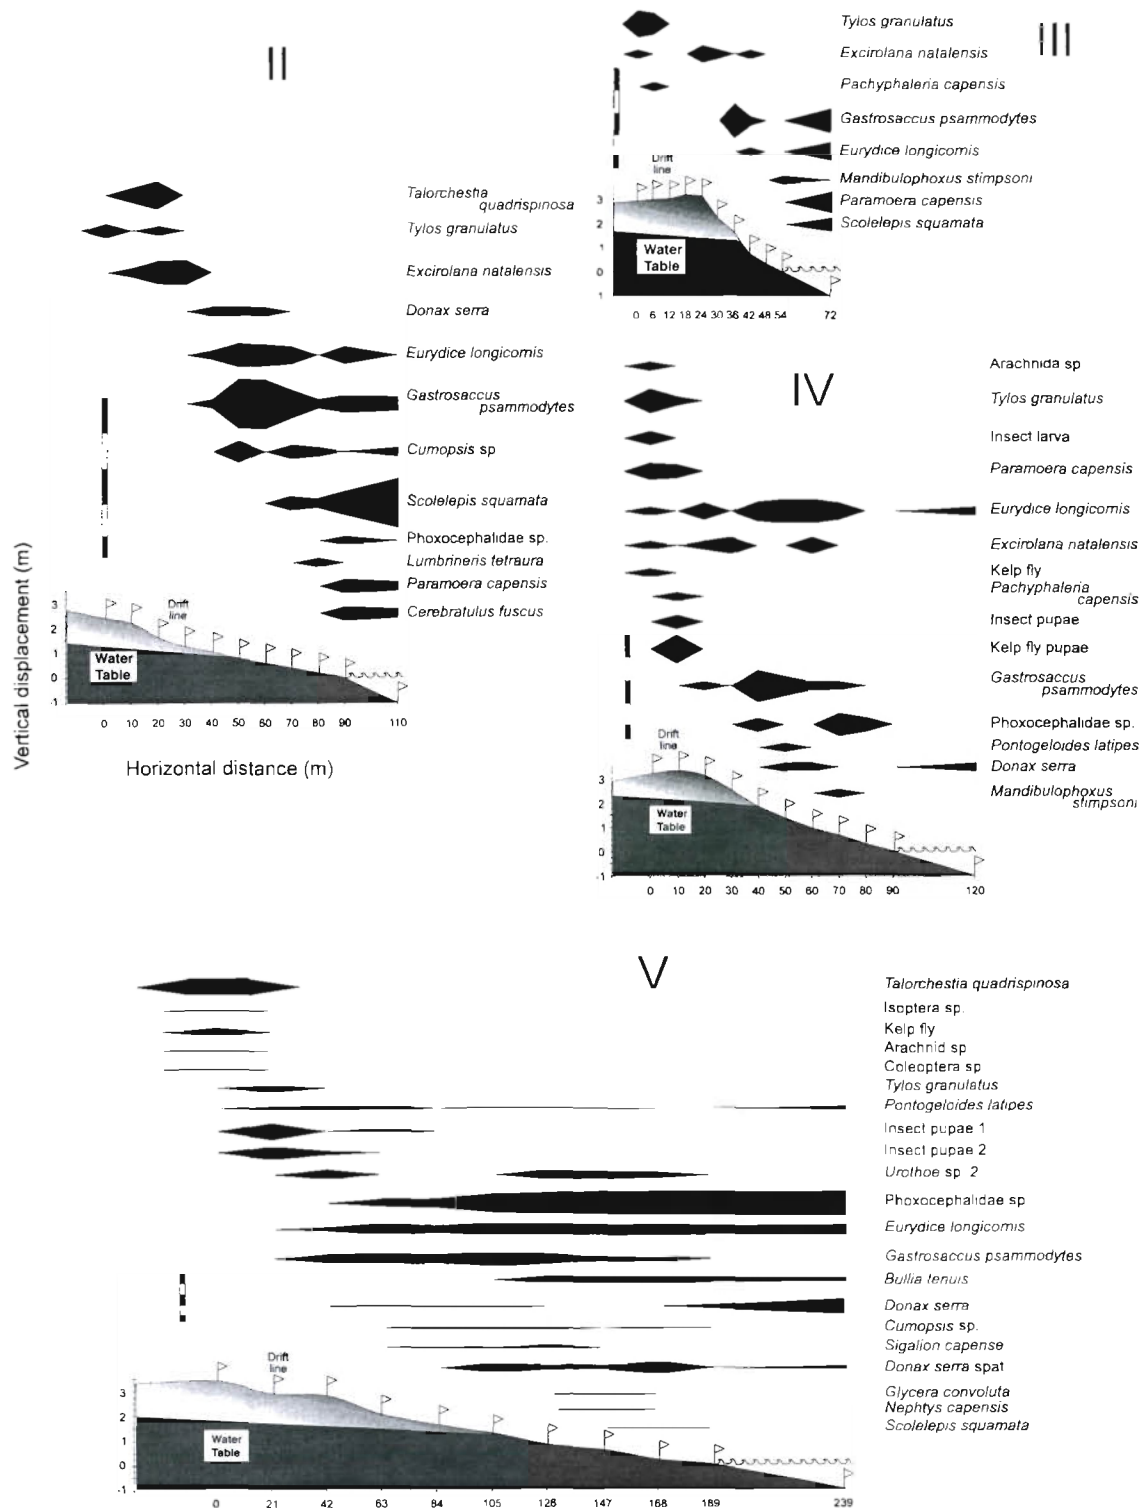 II
Talorchestia
quadrispinosa
Tylos granulatus
Excirolana natalensis
Donax serra
Eurydice longicornis
Gastrosaccus
psammodytes
Cumopsis sp
Scolelepis squamata
Phoxocephalidae sp.
Lumbrineris tetraura
Paramoera capensis
Cerebratulus fuscus
Drift
line
Water
Table
3
2
1
0
-1
0 10 20 30 40 50 60 70 80 90 110
Vertical displacement (m)
Horizontal distance (m)
III
Tylos granulatus
Excirolana natalensis
Pachyphaleria capensis
Gastrosaccus psammodytes
Eurydice longicornis
Mandibulophoxus stimpsoni
Paramoera capensis
Scolelepis squamata
Drift
line
Water
Table
3
2
1
0
1
0 6 12 18 24 30 36 42 48 54 72
IV
Arachnida sp
Tylos granulatus
Insect larva
Paramoera capensis
Eurydice longicornis
Excirolana natalensis
Kelp fly
Pachyphaleria
capensis
Insect pupae
Kelp fly pupae
Gastrosaccus
psammodytes
Phoxocephalidae sp.
Pontogeloides latipes
Donax serra
Mandibulophoxus
stimpsoni
Drift
line
Water
Table
3
2
1
0
-1
0 10 20 30 40 50 60 70 80 90 120
V
Talorchestia quadrispinosa
Isoptera sp.
Kelp fly
Arachnid sp
Coleoptera sp
Tylos granulatus
Pontogeloides latipes
Insect pupae 1
Insect pupae 2
Urothoe sp 2
Phoxocephalidae sp
Eurydice longicornis
Gastrosaccus psammodytes
Bullia tenuis
Donax serra
Cumopsis sp.
Sigalion capense
Donax serra spat
Glycera convoluta
Nephtys capensis
Scolelepis squamata
Drift
line
Water
Table
3
2
1
0
-1
0 21 42 63 84 105 126 147 168 189 239